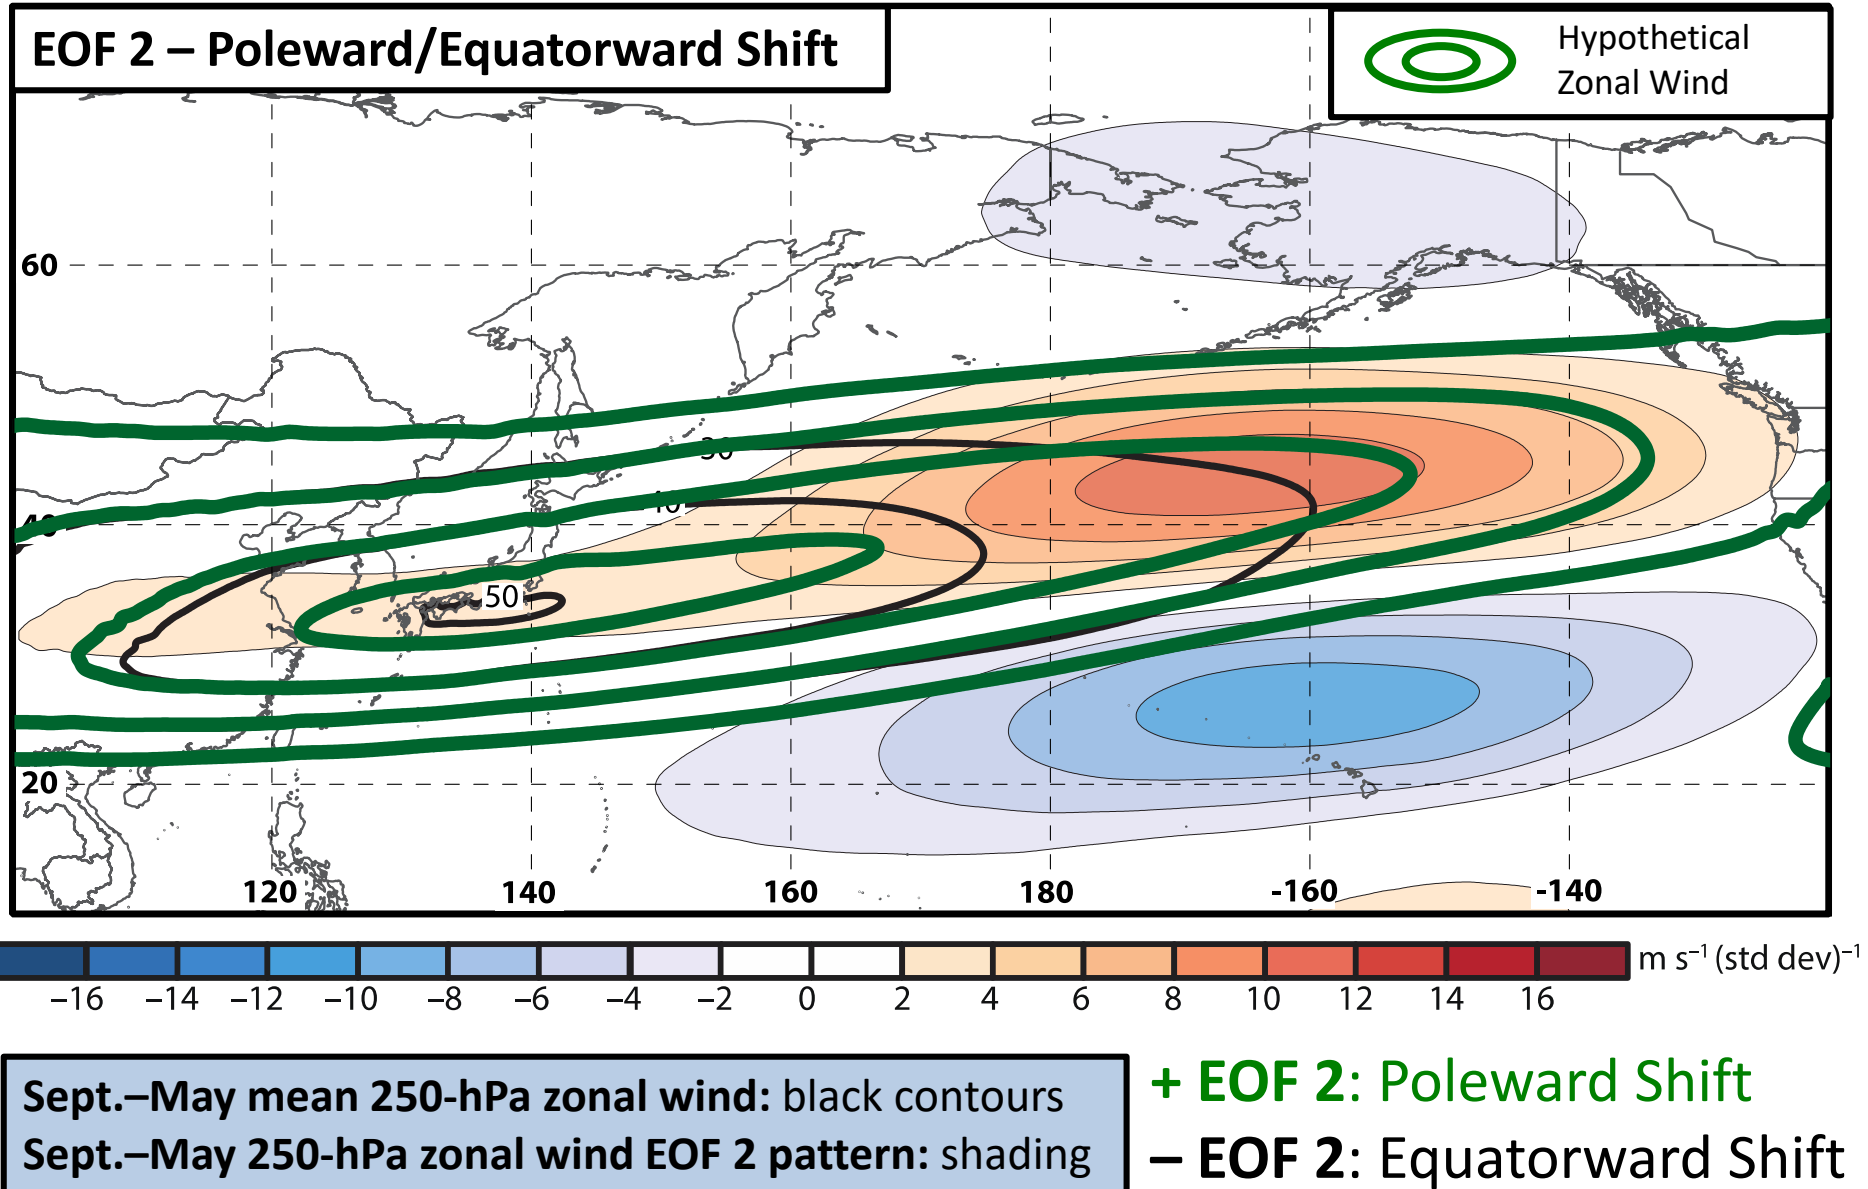 EOF 2 – Poleward/Equatorward Shift
Hypothetical
Zonal Wind
60
30
40
40
50
20
120 140 160 180 -160 -140
−16 −14 −12 −10 −8 −6 −4 −2 0 2 4 6 8 10 12 14 16 m s⁻¹ (std dev)⁻¹
Sept.–May mean 250-hPa zonal wind: black contours
Sept.–May 250-hPa zonal wind EOF 2 pattern: shading
+ EOF 2: Poleward Shift
– EOF 2: Equatorward Shift